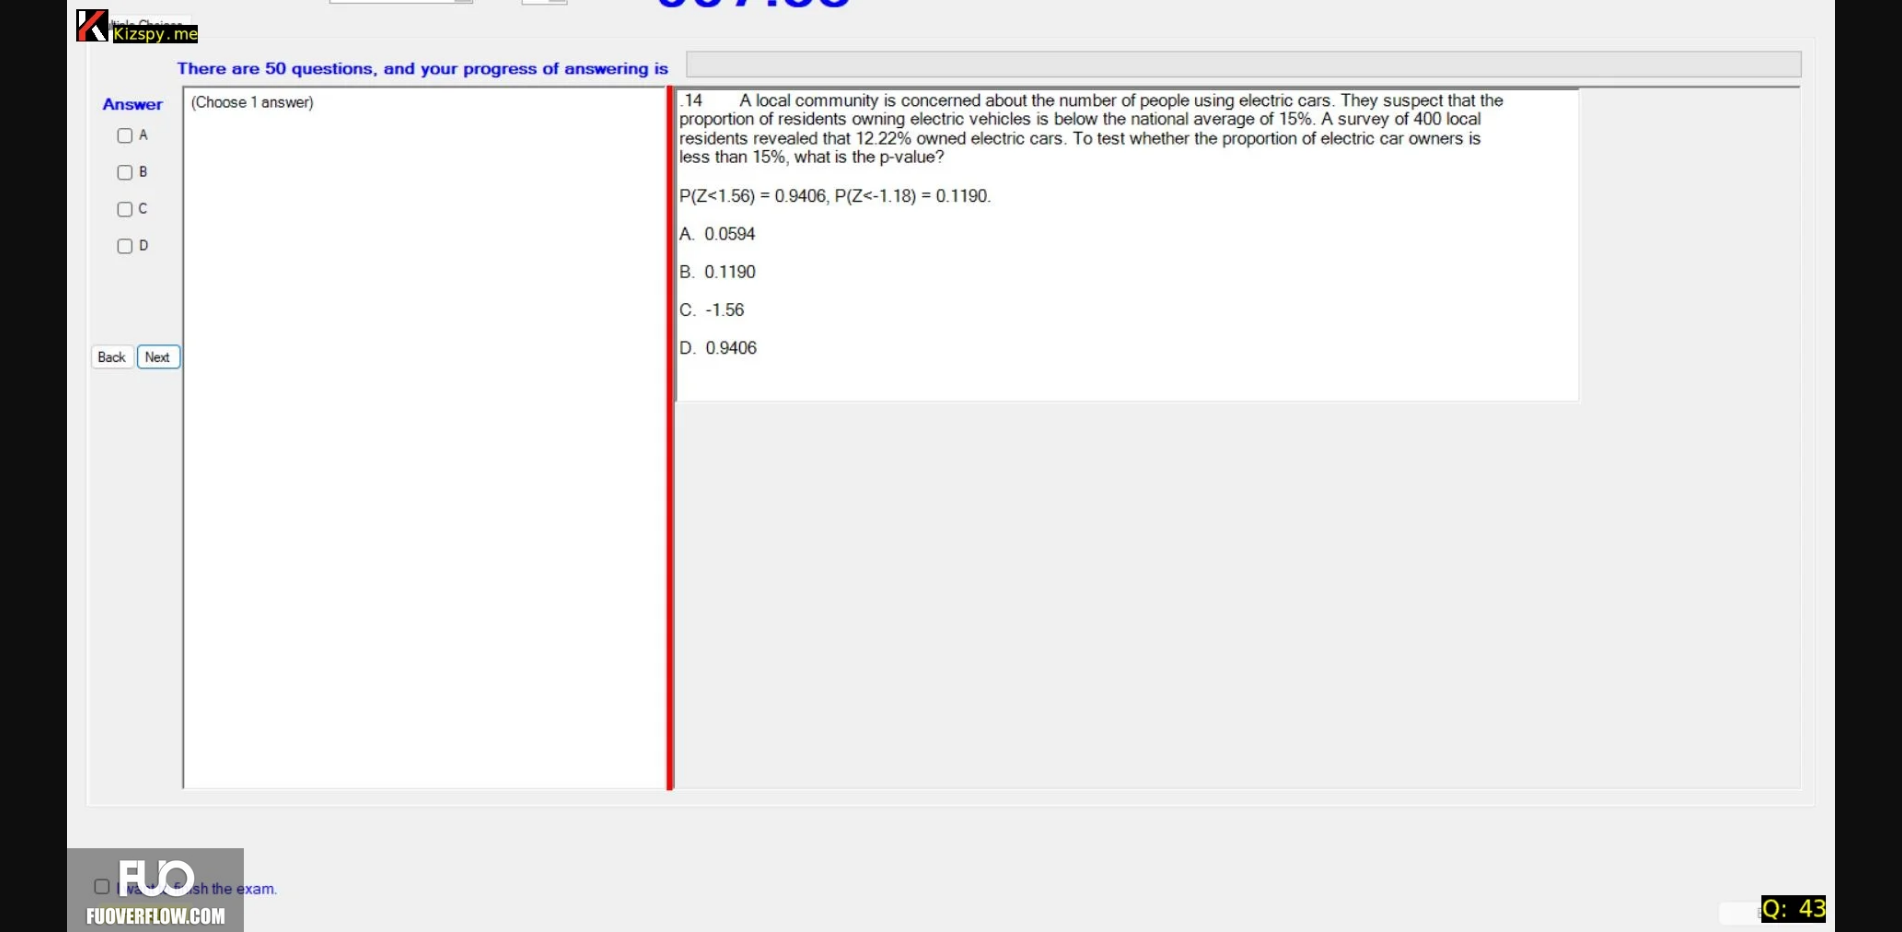 Kizspy.me
There are 50 questions, and your progress of answering is
Answer
(Choose 1 answer)
A
B
C
D
Back
Next
.14 A local community is concerned about the number of people using electric cars. They suspect that the
proportion of residents owning electric vehicles is below the national average of 15%. A survey of 400 local
residents revealed that 12.22% owned electric cars. To test whether the proportion of electric car owners is
less than 15%, what is the p-value?
P(Z<1.56) = 0.9406, P(Z<-1.18) = 0.1190.
A. 0.0594
B. 0.1190
C. -1.56
D. 0.9406
FUO
the exam.
FUOVERFLOW.COM
Q: 43